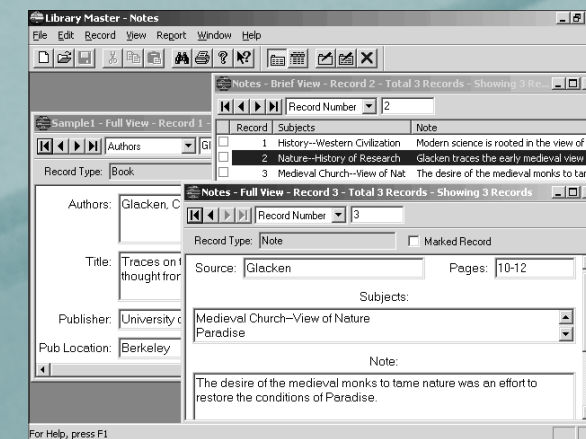 Library Master - Notes
File Edit Record View Report Window Help
Notes - Brief View - Record 2 - Total 3 Records - Showing 3 Re...
Record Number 2
Record Subjects Note
1 History--Western Civilization Modern science is rooted in the view of
2 Nature--History of Research Glacken traces the early medieval view
3 Medieval Church--View of Nat The desire of the medieval monks to tar
Sample1 - Full View - Record 1 -
Authors Gl
Record Type: Book
Authors: Glacken, C
Title: Traces on t
thought fror
Publisher: University c
Pub Location: Berkeley
Notes - Full View - Record 3 - Total 3 Records - Showing 3 Records
Record Number 3
Record Type: Note Marked Record
Source: Glacken Pages: 10-12
Subjects:
Medieval Church--View of Nature
Paradise
Note:
The desire of the medieval monks to tame nature was an effort to
restore the conditions of Paradise.
For Help, press F1